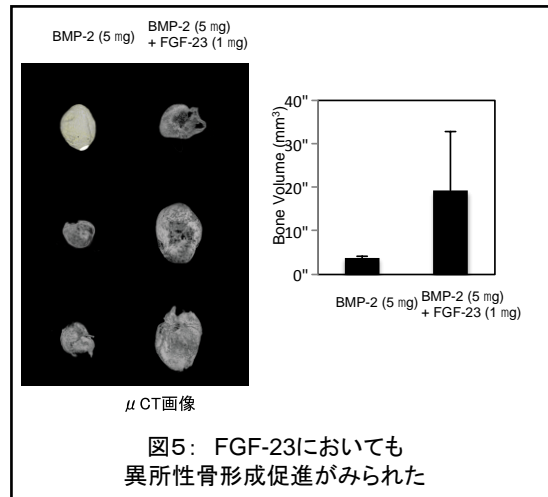 BMP-2 (5 mg)
BMP-2 (5 mg)
+ FGF-23 (1 mg)
μCT画像
Bone Volume (mm³)
40"
30"
20"
10"
0"
BMP-2 (5 mg)
BMP-2 (5 mg)
+ FGF-23 (1 mg)
図5： FGF-23においても
異所性骨形成促進がみられた